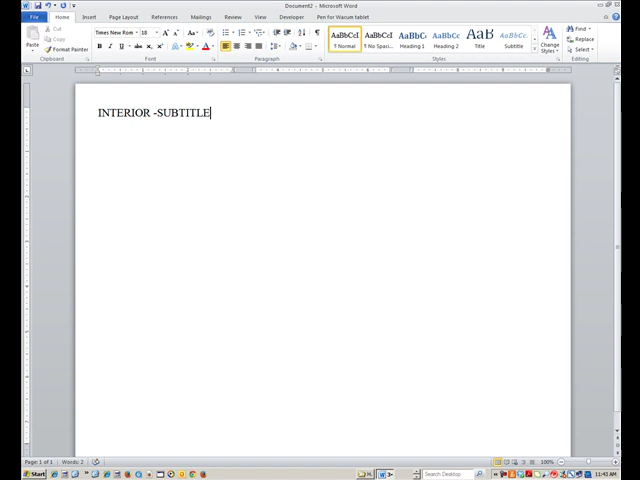 Document2 - Microsoft Word
File Home Insert Page Layout References Mailings Review View Developer Pen for Wacum tablet
Cut
Copy
Format Painter
Paste
Clipboard
Times New Rom 18
B I U abc
Font
Paragraph
AaBbCcI AaBbCcI AaBbC AaBbCc AaB AaBbCc.
¶ Normal ¶ No Spaci... Heading 1 Heading 2 Title Subtitle
Change Styles
Styles
Find
Replace
Select
Editing
INTERIOR -SUBTITLE
Page: 1 of 1 Words: 2 100%
Start Search Desktop 11:43 AM